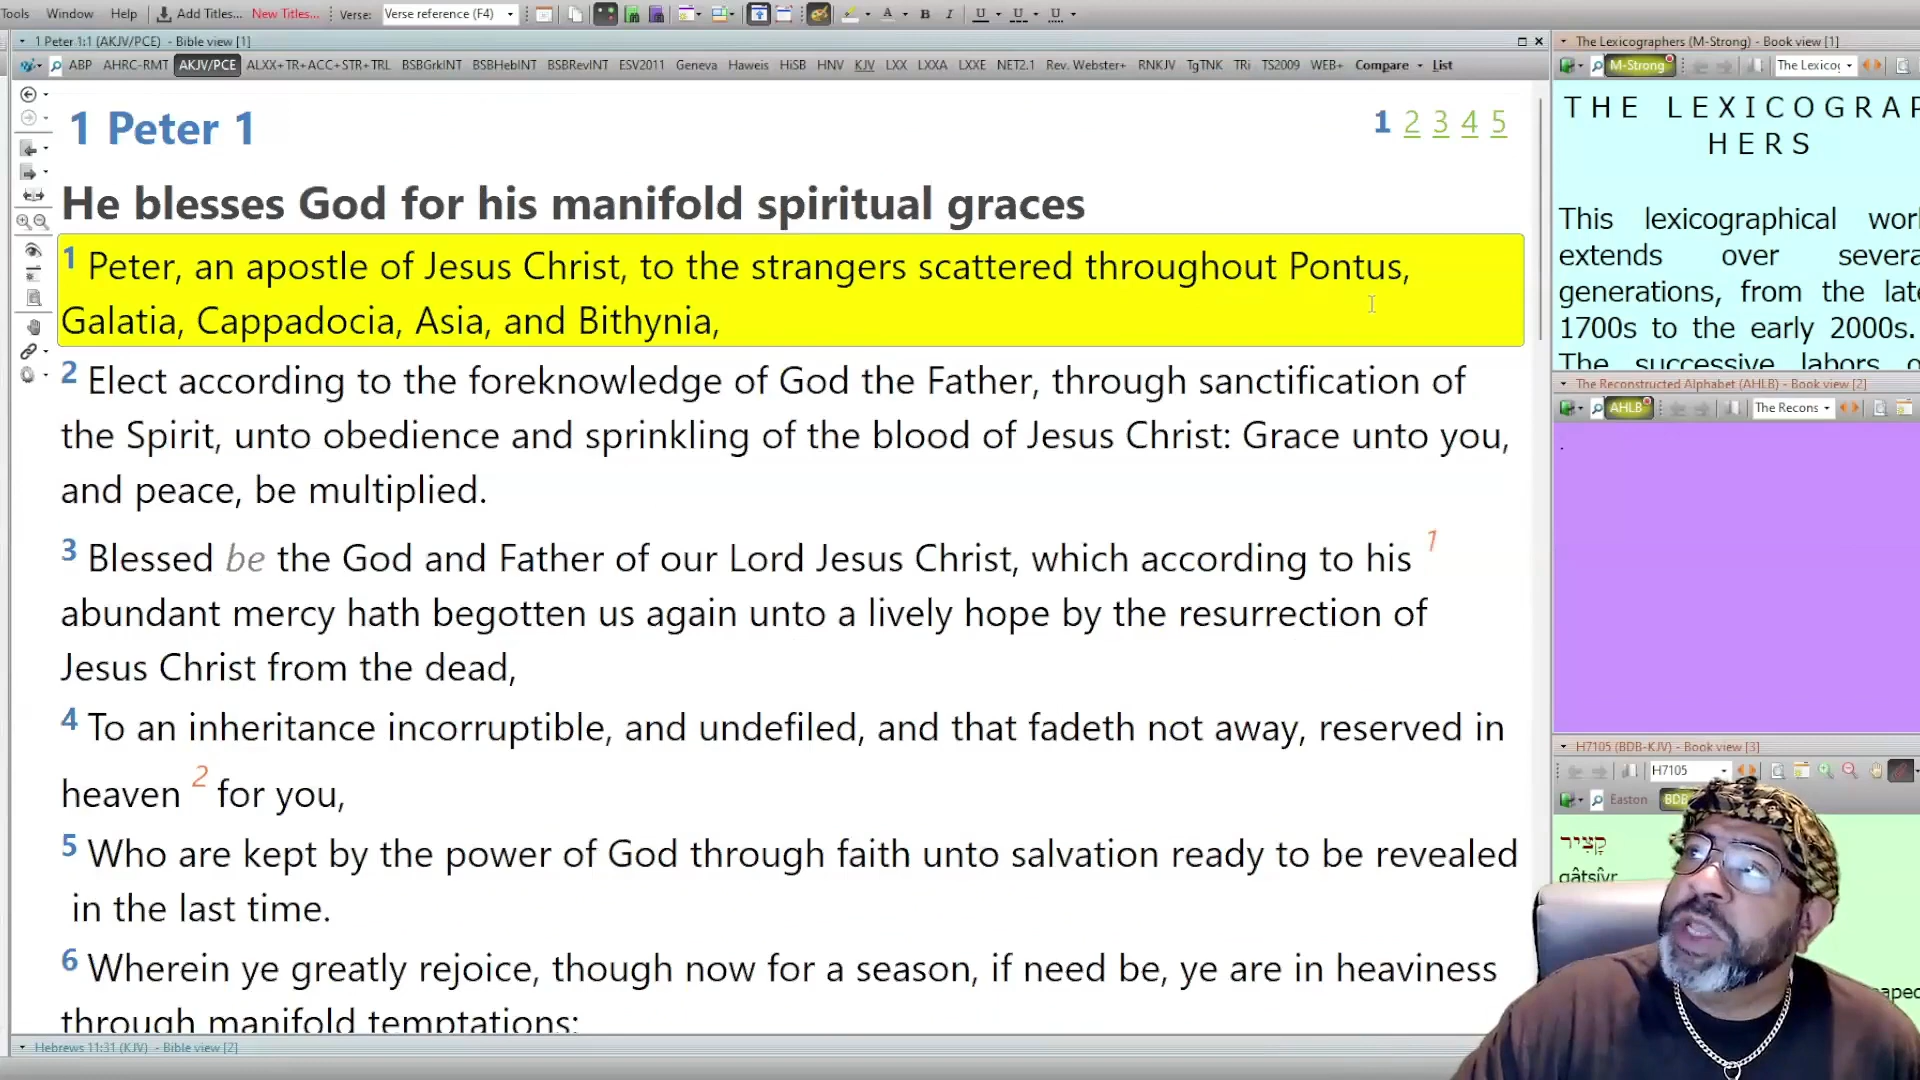 Tools Window Help Add Titles... New Titles... Verse: Verse reference (F4) A B I U U U
1 Peter 1:1 (AKJV/PCE) - Bible view [1]
ABP AHRC-RMT AKJV/PCE ALXX+TR+ACC+STR+TRL BSBGrkINT BSBHebINT BSBRevINT ESV2011 Geneva Haweis HiSB HNV KJV LXX LXXA LXXE NET2.1 Rev. Webster+ RNKJV TgTNK TRi TS2009 WEB+ Compare List
1 Peter 1
1 2 3 4 5
He blesses God for his manifold spiritual graces
1 Peter, an apostle of Jesus Christ, to the strangers scattered throughout Pontus,
Galatia, Cappadocia, Asia, and Bithynia,
2 Elect according to the foreknowledge of God the Father, through sanctification of
the Spirit, unto obedience and sprinkling of the blood of Jesus Christ: Grace unto you,
and peace, be multiplied.
3 Blessed be the God and Father of our Lord Jesus Christ, which according to his 1
abundant mercy hath begotten us again unto a lively hope by the resurrection of
Jesus Christ from the dead,
4 To an inheritance incorruptible, and undefiled, and that fadeth not away, reserved in
heaven 2 for you,
5 Who are kept by the power of God through faith unto salvation ready to be revealed
in the last time.
6 Wherein ye greatly rejoice, though now for a season, if need be, ye are in heaviness
through manifold temptations:
Hebrews 11:31 (KJV) - Bible view [2]
The Lexicographers (M-Strong) - Book view [1]
M-Strong The Lexicog
THE LEXICOGRAP
HERS
This lexicographical work
extends over severa
generations, from the late
1700s to the early 2000s.
The successive labors o
The Reconstructed Alphabet (AHLB) - Book view [2]
AHLB The Recons
.
H7105 (BDB-KJV) - Book view [3]
H7105
Easton BDB
קָצִיר
qâtsîyr